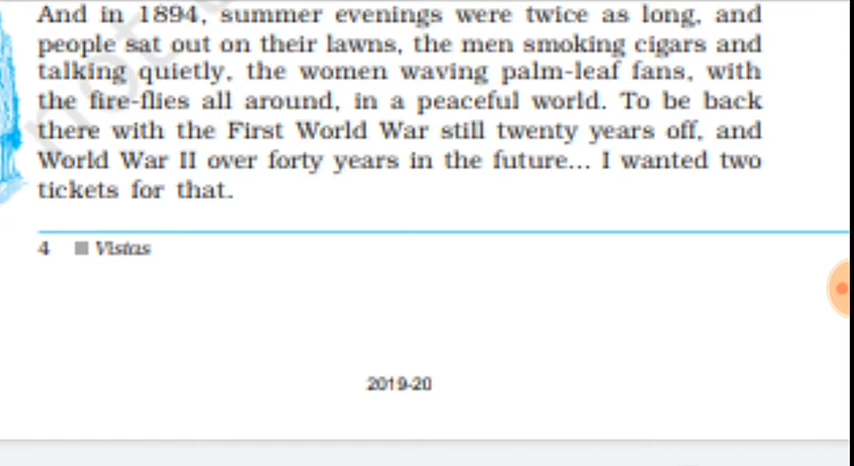 And in 1894, summer evenings were twice as long, and
people sat out on their lawns, the men smoking cigars and
talking quietly, the women waving palm-leaf fans, with
the fire-flies all around, in a peaceful world. To be back
there with the First World War still twenty years off, and
World War II over forty years in the future... I wanted two
tickets for that.
4 Vistas
2019-20